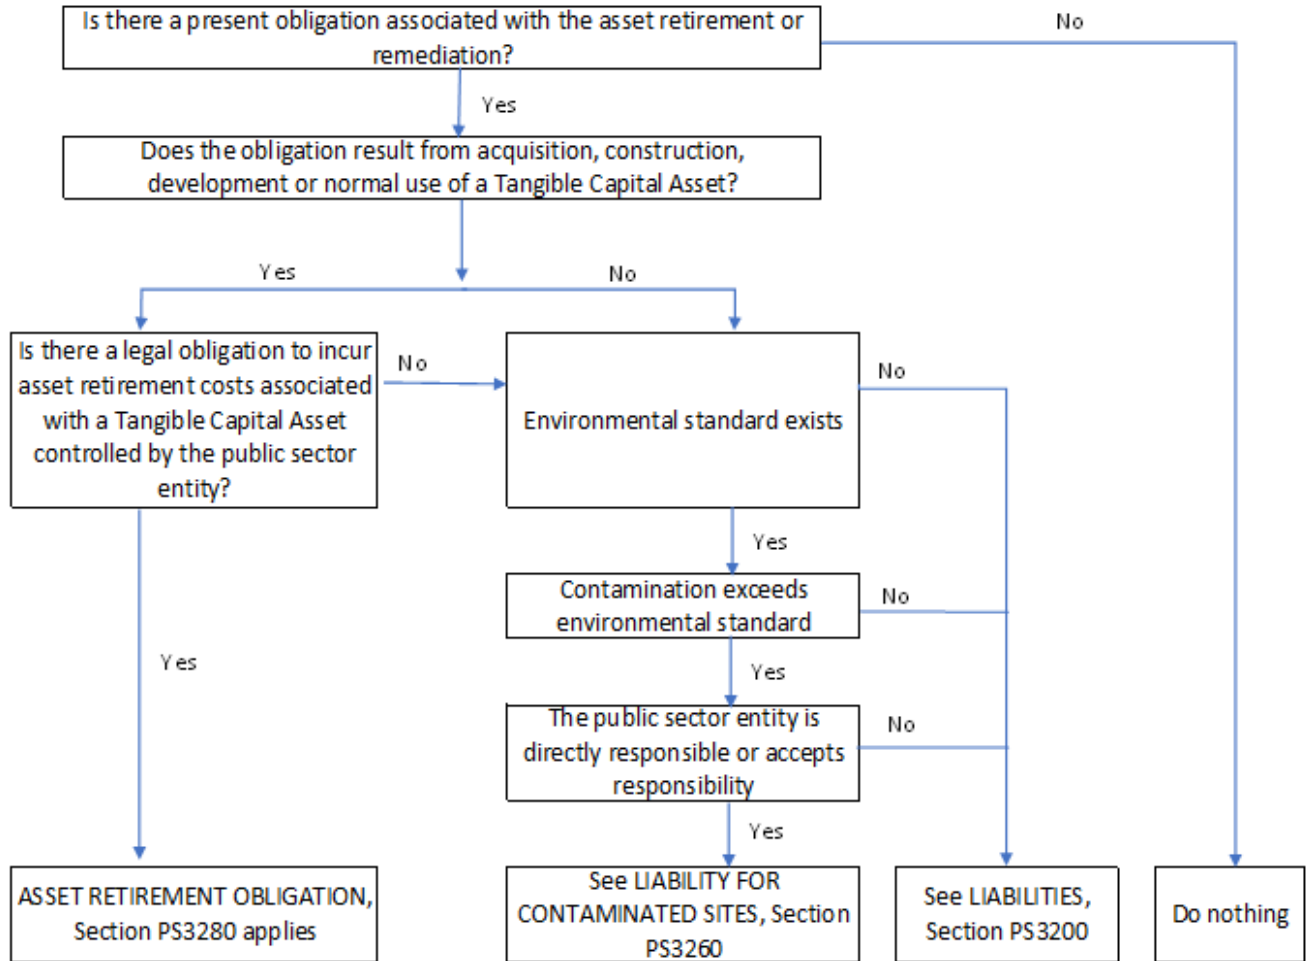 Is there a present obligation associated with the asset retirement or
remediation?
No
Yes
Does the obligation result from acquisition, construction,
development or normal use of a Tangible Capital Asset?
Yes
No
Is there a legal obligation to incur
asset retirement costs associated
with a Tangible Capital Asset
controlled by the public sector
entity?
No
Environmental standard exists
No
Yes
Contamination exceeds
environmental standard
No
Yes
Yes
The public sector entity is
directly responsible or accepts
responsibility
No
Yes
ASSET RETIREMENT OBLIGATION,
Section PS3280 applies
See LIABILITY FOR
CONTAMINATED SITES, Section
PS3260
See LIABILITIES,
Section PS3200
Do nothing